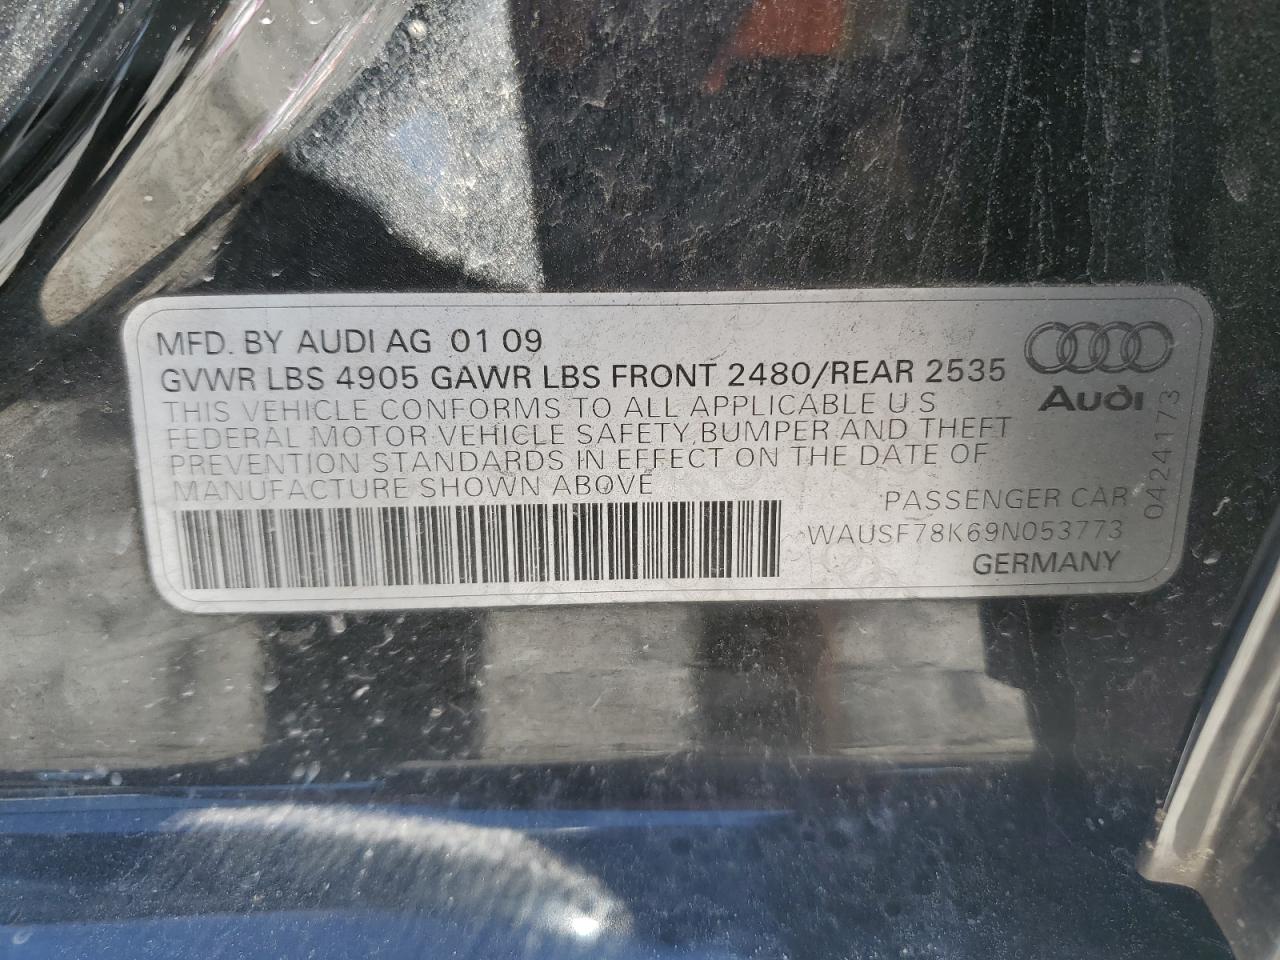 MFD. BY AUDI AG 01 09
GVWR LBS 4905 GAWR LBS FRONT 2480/REAR 2535
THIS VEHICLE CONFORMS TO ALL APPLICABLE U.S
FEDERAL MOTOR VEHICLE SAFETY, BUMPER AND THEFT
PREVENTION STANDARDS IN EFFECT ON THE DATE OF
MANUFACTURE SHOWN ABOVE
Audi
0424173
PASSENGER CAR
WAUSF78K69N053773
GERMANY